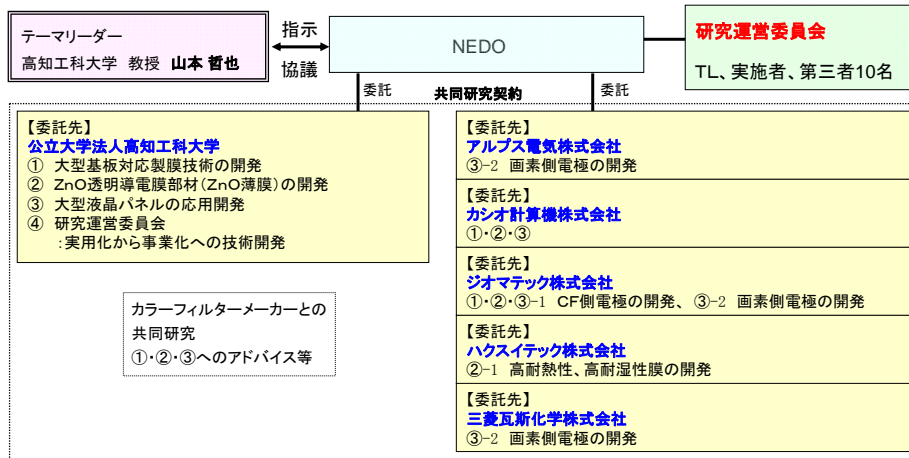 テーマリーダー
高知工科大学 教授 山本 哲也
指示
協議
NEDO
研究運営委員会
TL、実施者、第三者10名
委託
共同研究契約
委託
【委託先】
公立大学法人高知工科大学
① 大型基板対応製膜技術の開発
② ZnO透明導電膜部材(ZnO薄膜)の開発
③ 大型液晶パネルの応用開発
④ 研究運営委員会
:実用化から事業化への技術開発
カラーフィルターメーカーとの
共同研究
①・②・③へのアドバイス等
【委託先】
アルプス電気株式会社
③-2 画素側電極の開発
【委託先】
カシオ計算機株式会社
①・②・③
【委託先】
ジオマテック株式会社
①・②・③-1 CF側電極の開発、 ③-2 画素側電極の開発
【委託先】
ハクスイテック株式会社
②-1 高耐熱性、高耐湿性膜の開発
【委託先】
三菱瓦斯化学株式会社
③-2 画素側電極の開発